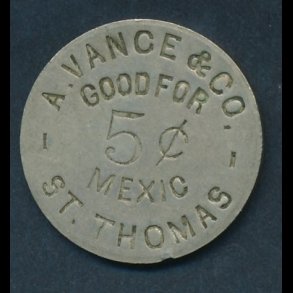 A. VANCE & CO.
GOOD FOR
5¢
MEXIC
- ST. THOMAS -